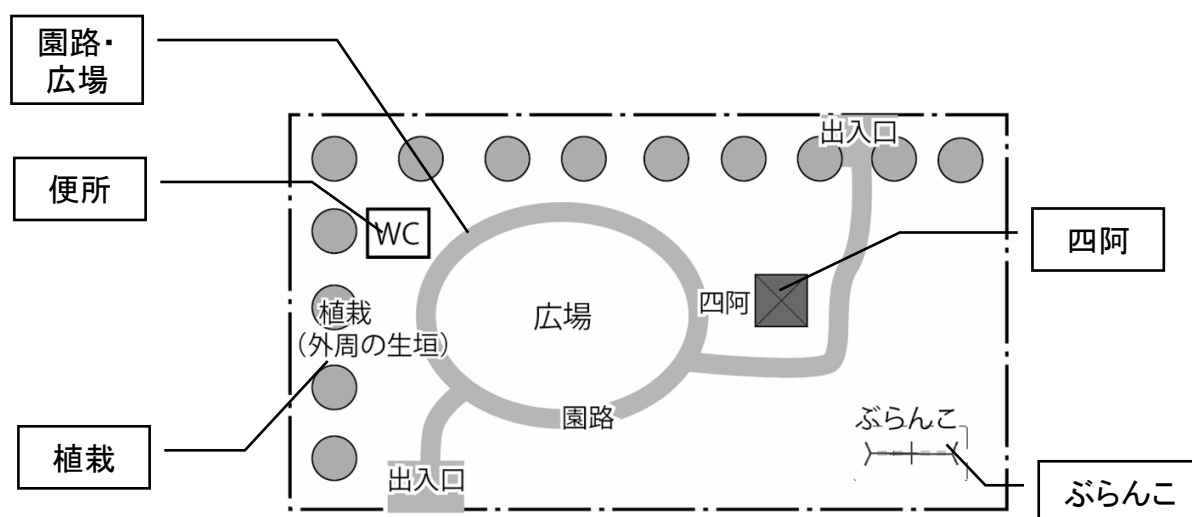 園路・
広場
出入口
便所
WC
四阿
四阿
広場
植栽
(外周の生垣)
園路
ぶらんこ
植栽
出入口
ぶらんこ